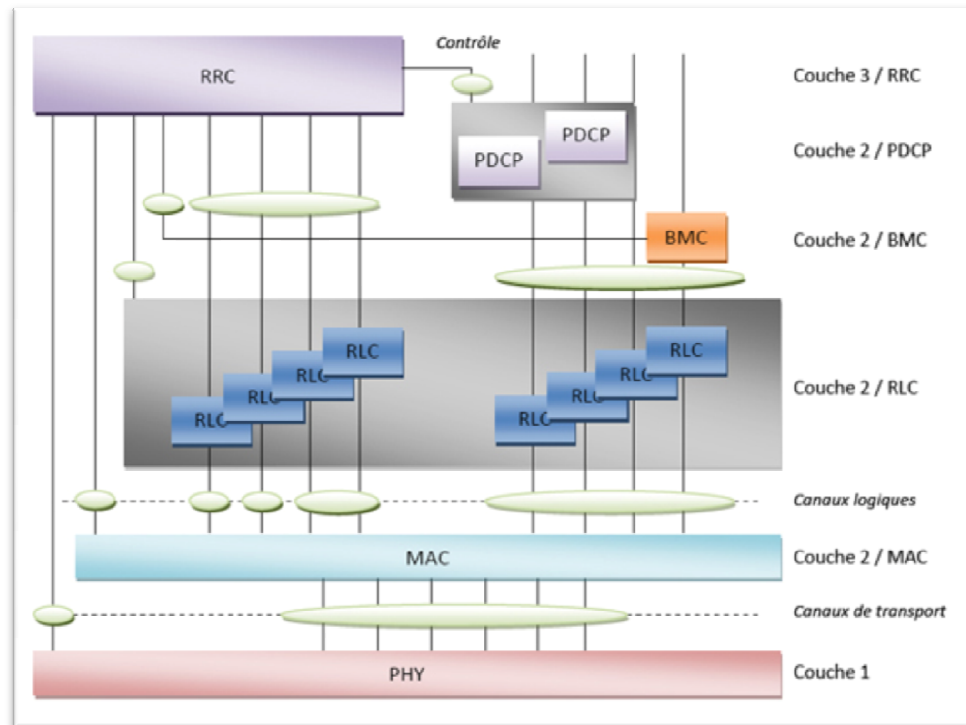 Contrôle
RRC
Couche 3 / RRC
PDCP
PDCP
Couche 2 / PDCP
BMC
Couche 2 / BMC
RLC
RLC
RLC
RLC
RLC
RLC
RLC
RLC
Couche 2 / RLC
Canaux logiques
MAC
Couche 2 / MAC
Canaux de transport
PHY
Couche 1